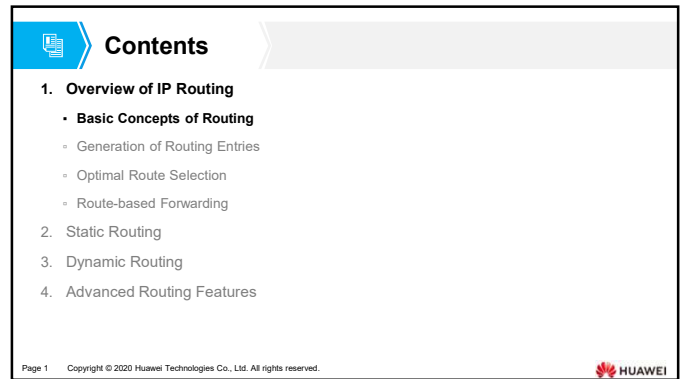 Contents
1. Overview of IP Routing
▪ Basic Concepts of Routing
▫ Generation of Routing Entries
▫ Optimal Route Selection
▫ Route-based Forwarding
2. Static Routing
3. Dynamic Routing
4. Advanced Routing Features
Page 1 Copyright © 2020 Huawei Technologies Co., Ltd. All rights reserved.
HUAWEI